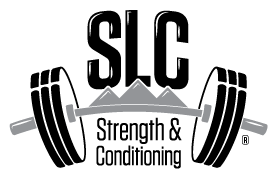 SLC
Strength &
Conditioning
®